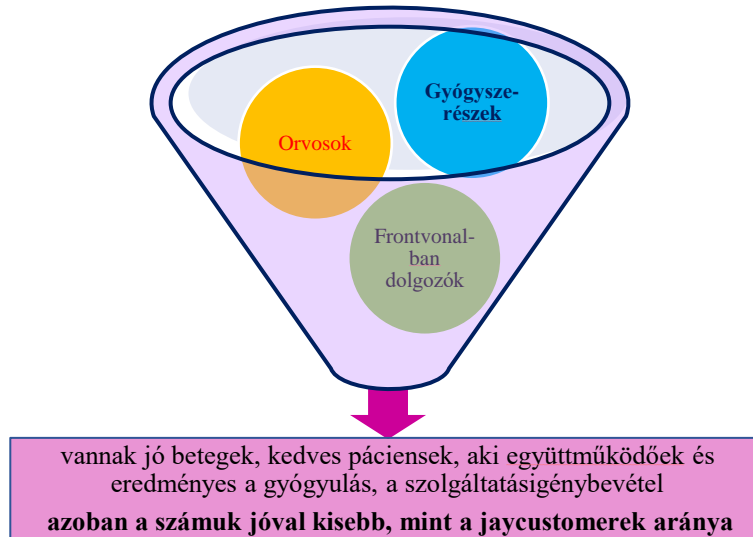 Gyógysze-
részek
Orvosok
Frontvonal-
ban
dolgozók
vannak jó betegek, kedves páciensek, aki együttműködőek és
eredményes a gyógyulás, a szolgáltatásigénybevétel
azoban a számuk jóval kisebb, mint a jaycustomerek aránya